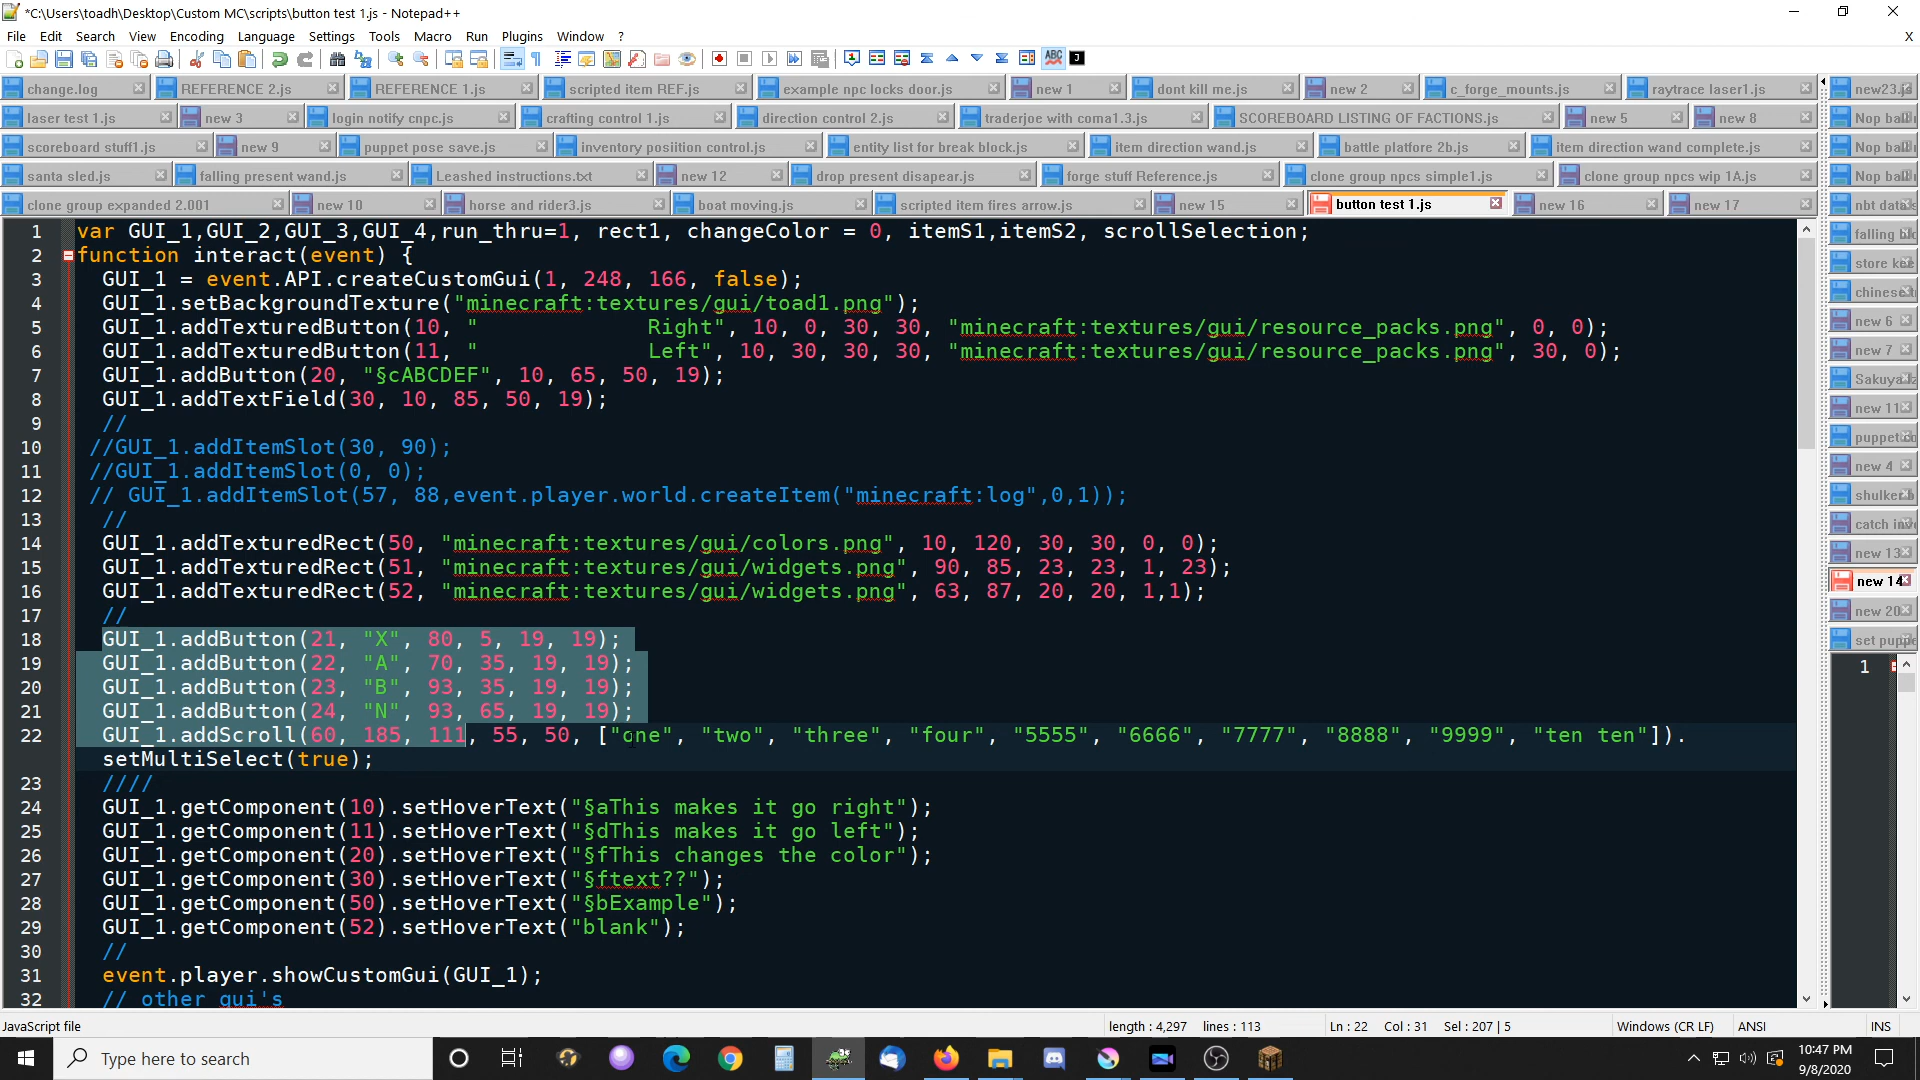 *C:\Users\toadh\Desktop\Custom MC\scripts\button test 1.js - Notepad++
File Edit Search View Encoding Language Settings Tools Macro Run Plugins Window ? X
change.log REFERENCE 2.js REFERENCE 1.js scripted item REF.js example npc locks door.js new 1 dont kill me.js new 2 c_forge_mounts.js raytrace laser1.js new23.js
laser test 1.js new 3 login notify cnpc.js crafting control 1.js direction control 2.js traderjoe with coma1.3.js SCOREBOARD LISTING OF FACTIONS.js new 5 new 8
scoreboard stuff1.js new 9 puppet pose save.js inventory posiition control.js entity list for break block.js item direction wand.js battle platfore 2b.js item direction wand complete.js
santa sled.js falling present wand.js Leashed instructions.txt new 12 drop present disapear.js forge stuff Reference.js clone group npcs simple1.js clone group npcs wip 1A.js
clone group expanded 2.001 new 10 horse and rider3.js boat moving.js scripted item fires arrow.js new 15 button test 1.js new 16 new 17
new 6
new 7
new 11
new 4
new 13
new 14
new 20
1
1 var GUI_1,GUI_2,GUI_3,GUI_4,run_thru=1, rect1, changeColor = 0, itemS1,itemS2, scrollSelection;
2 function interact(event) {
3 GUI_1 = event.API.createCustomGui(1, 248, 166, false);
4 GUI_1.setBackgroundTexture("minecraft:textures/gui/toad1.png");
5 GUI_1.addTexturedButton(10, "             Right", 10, 0, 30, 30, "minecraft:textures/gui/resource_packs.png", 0, 0);
6 GUI_1.addTexturedButton(11, "             Left", 10, 30, 30, 30, "minecraft:textures/gui/resource_packs.png", 30, 0);
7 GUI_1.addButton(20, "§cABCDEF", 10, 65, 50, 19);
8 GUI_1.addTextField(30, 10, 85, 50, 19);
9 //
10 //GUI_1.addItemSlot(30, 90);
11 //GUI_1.addItemSlot(0, 0);
12 // GUI_1.addItemSlot(57, 88,event.player.world.createItem("minecraft:log",0,1));
13 //
14 GUI_1.addTexturedRect(50, "minecraft:textures/gui/colors.png", 10, 120, 30, 30, 0, 0);
15 GUI_1.addTexturedRect(51, "minecraft:textures/gui/widgets.png", 90, 85, 23, 23, 1, 23);
16 GUI_1.addTexturedRect(52, "minecraft:textures/gui/widgets.png", 63, 87, 20, 20, 1,1);
17 //
18 GUI_1.addButton(21, "X", 80, 5, 19, 19);
19 GUI_1.addButton(22, "A", 70, 35, 19, 19);
20 GUI_1.addButton(23, "B", 93, 35, 19, 19);
21 GUI_1.addButton(24, "N", 93, 65, 19, 19);
22 GUI_1.addScroll(60, 185, 111, 55, 50, ["one", "two", "three", "four", "5555", "6666", "7777", "8888", "9999", "ten ten"]).
setMultiSelect(true);
23 ////
24 GUI_1.getComponent(10).setHoverText("§aThis makes it go right");
25 GUI_1.getComponent(11).setHoverText("§dThis makes it go left");
26 GUI_1.getComponent(20).setHoverText("§fThis changes the color");
27 GUI_1.getComponent(30).setHoverText("§ftext??");
28 GUI_1.getComponent(50).setHoverText("§bExample");
29 GUI_1.getComponent(52).setHoverText("blank");
30 //
31 event.player.showCustomGui(GUI_1);
32 // other gui's
JavaScript file length : 4,297 lines : 113 Ln : 22 Col : 31 Sel : 207 | 5 Windows (CR LF) ANSI INS
Type here to search
10:47 PM
9/8/2020